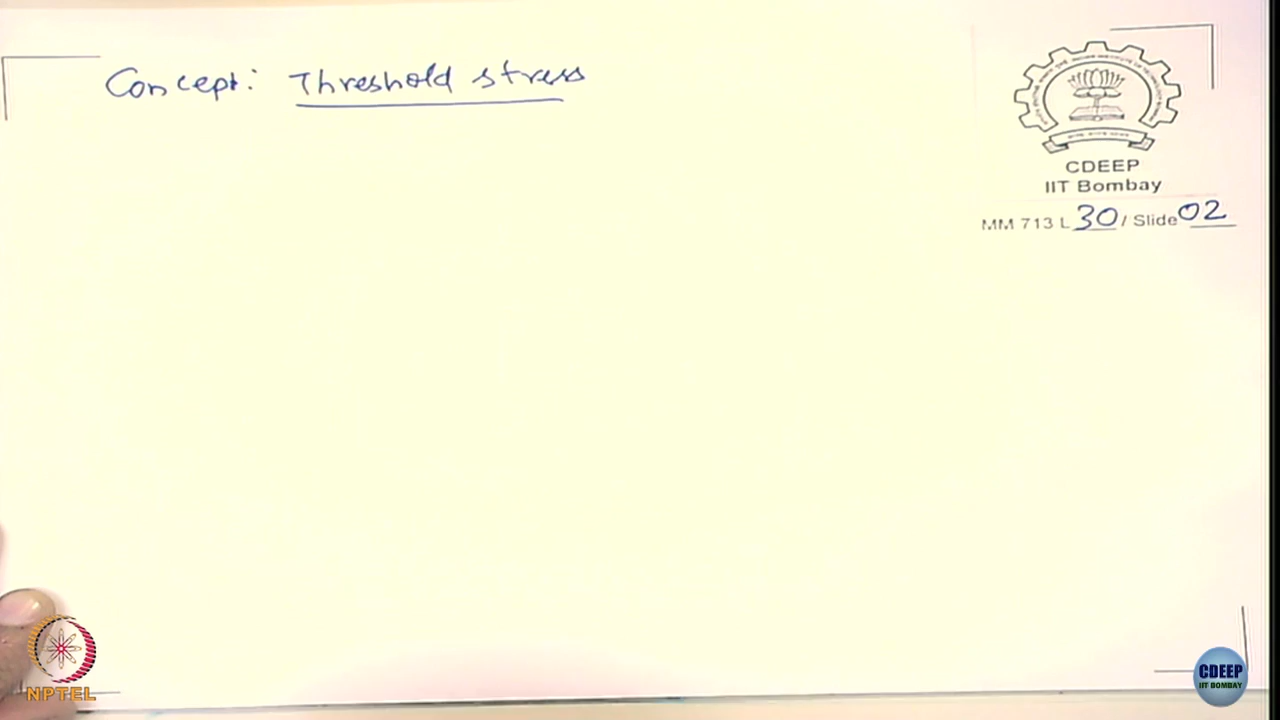 Concept: Threshold stress
CDEEP
IIT Bombay
MM 713 L 30 / Slide 02
NPTEL
CDEEP
IIT BOMBAY